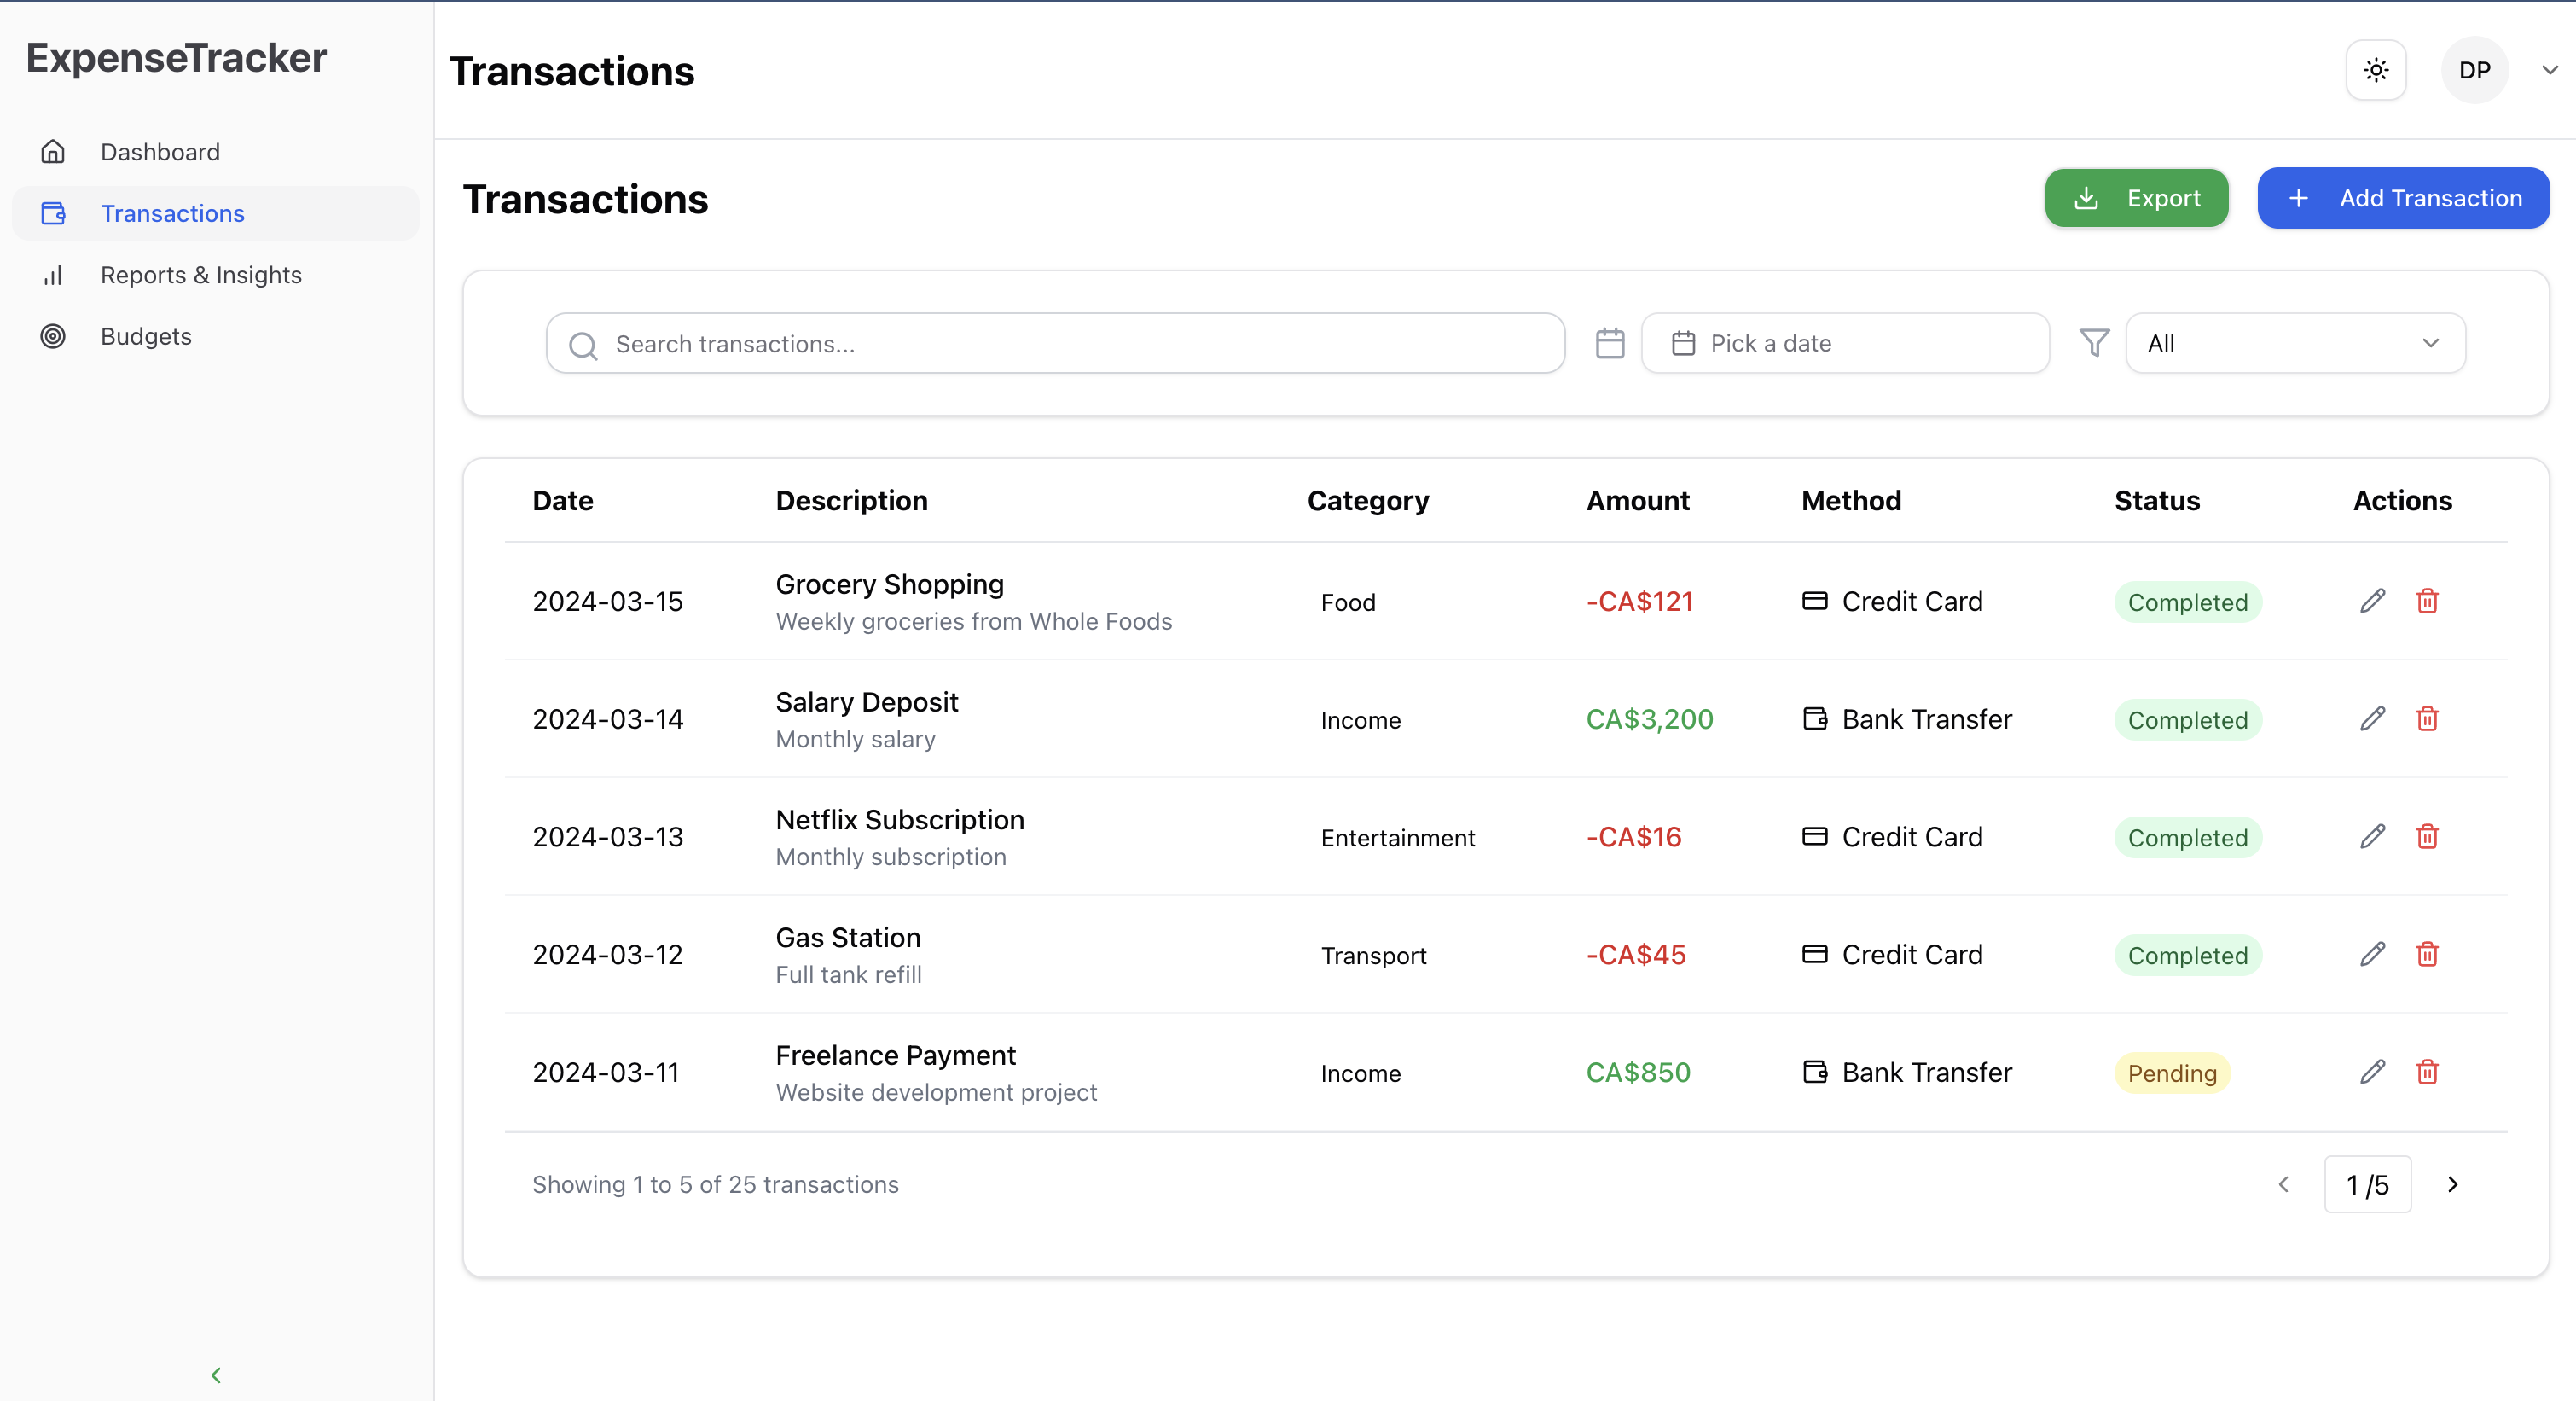 ExpenseTracker
Dashboard
Transactions
Reports & Insights
Budgets
Transactions
DP
Transactions
Export
Add Transaction
Search transactions...
Pick a date
All
Date Description Category Amount Method Status Actions
2024-03-15 Grocery Shopping Food -CA$121 Credit Card Completed
Weekly groceries from Whole Foods
2024-03-14 Salary Deposit Income CA$3,200 Bank Transfer Completed
Monthly salary
2024-03-13 Netflix Subscription Entertainment -CA$16 Credit Card Completed
Monthly subscription
2024-03-12 Gas Station Transport -CA$45 Credit Card Completed
Full tank refill
2024-03-11 Freelance Payment Income CA$850 Bank Transfer Pending
Website development project
Showing 1 to 5 of 25 transactions
1 /5